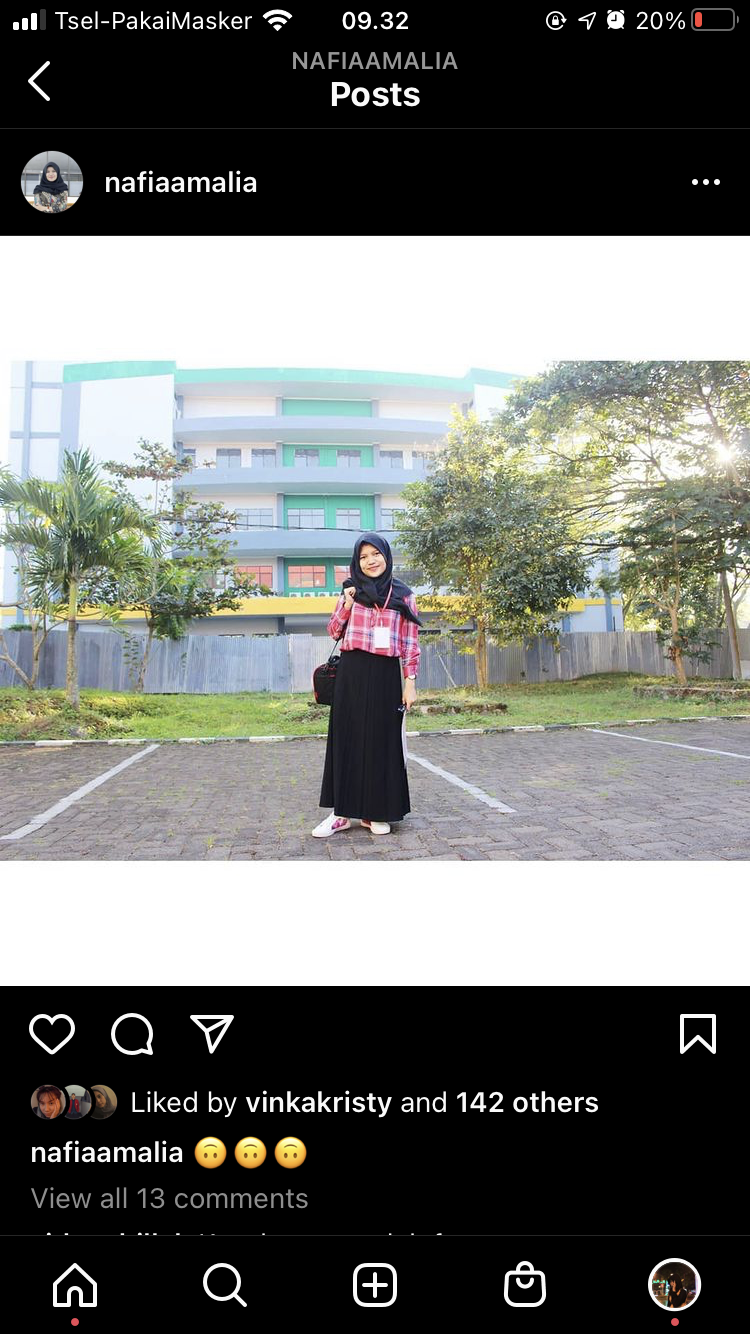 Tsel-PakaiMasker 09.32 20%
NAFIAAMALIA
Posts
nafiaamalia
Liked by vinkakristy and 142 others
nafiaamalia 🙃🙃🙃
View all 13 comments